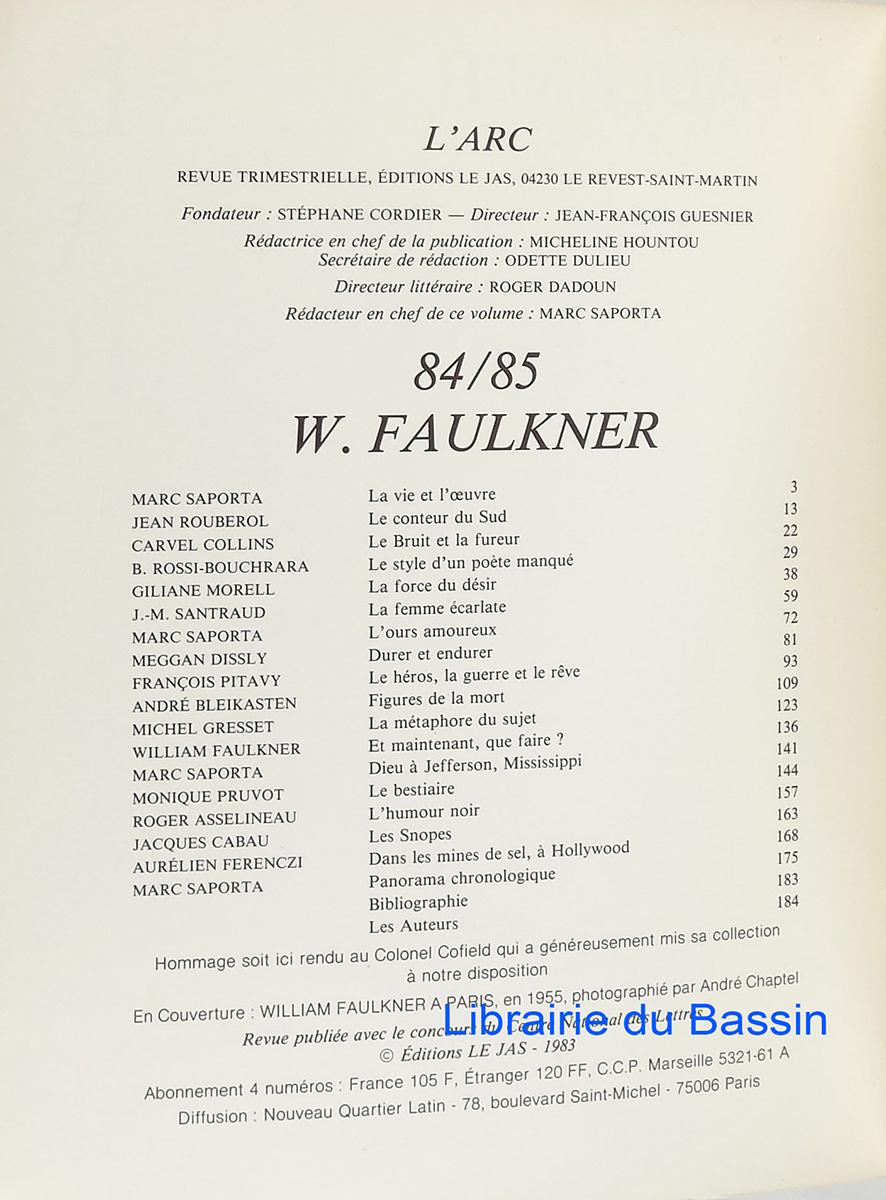 L'ARC
REVUE TRIMESTRIELLE, ÉDITIONS LE JAS, 04230 LE REVEST-SAINT-MARTIN
Fondateur : STÉPHANE CORDIER — Directeur : JEAN-FRANÇOIS GUESNIER
Rédactrice en chef de la publication : MICHELINE HOUNTOU
Secrétaire de rédaction : ODETTE DULIEU
Directeur littéraire : ROGER DADOUN
Rédacteur en chef de ce volume : MARC SAPORTA
84/85
W. FAULKNER
MARC SAPORTA La vie et l'œuvre 3
JEAN ROUBEROL Le conteur du Sud 13
CARVEL COLLINS Le Bruit et la fureur 22
B. ROSSI-BOUCHRARA Le style d'un poète manqué 29
GILIANE MORELL La force du désir 38
J.-M. SANTRAUD La femme écarlate 59
MARC SAPORTA L'ours amoureux 72
MEGGAN DISSLY Durer et endurer 81
FRANÇOIS PITAVY Le héros, la guerre et le rêve 93
ANDRÉ BLEIKASTEN Figures de la mort 109
MICHEL GRESSET La métaphore du sujet 123
WILLIAM FAULKNER Et maintenant, que faire ? 136
MARC SAPORTA Dieu à Jefferson, Mississippi 141
MONIQUE PRUVOT Le bestiaire 144
ROGER ASSELINEAU L'humour noir 157
JACQUES CABAU Les Snopes 163
AURÉLIEN FERENCZI Dans les mines de sel, à Hollywood 168
MARC SAPORTA Panorama chronologique 175
Bibliographie 183
Les Auteurs 184
Hommage soit ici rendu au Colonel Cofield qui a généreusement mis sa collection
à notre disposition
En Couverture : WILLIAM FAULKNER A PARIS, en 1955, photographié par André Chaptel
Revue publiée avec le concours du Centre National des Lettres
© Éditions LE JAS - 1983
Abonnement 4 numéros : France 105 F, Étranger 120 FF, C.C.P. Marseille 5321-61 A
Diffusion : Nouveau Quartier Latin - 78, boulevard Saint-Michel - 75006 Paris
Librairie du Bassin